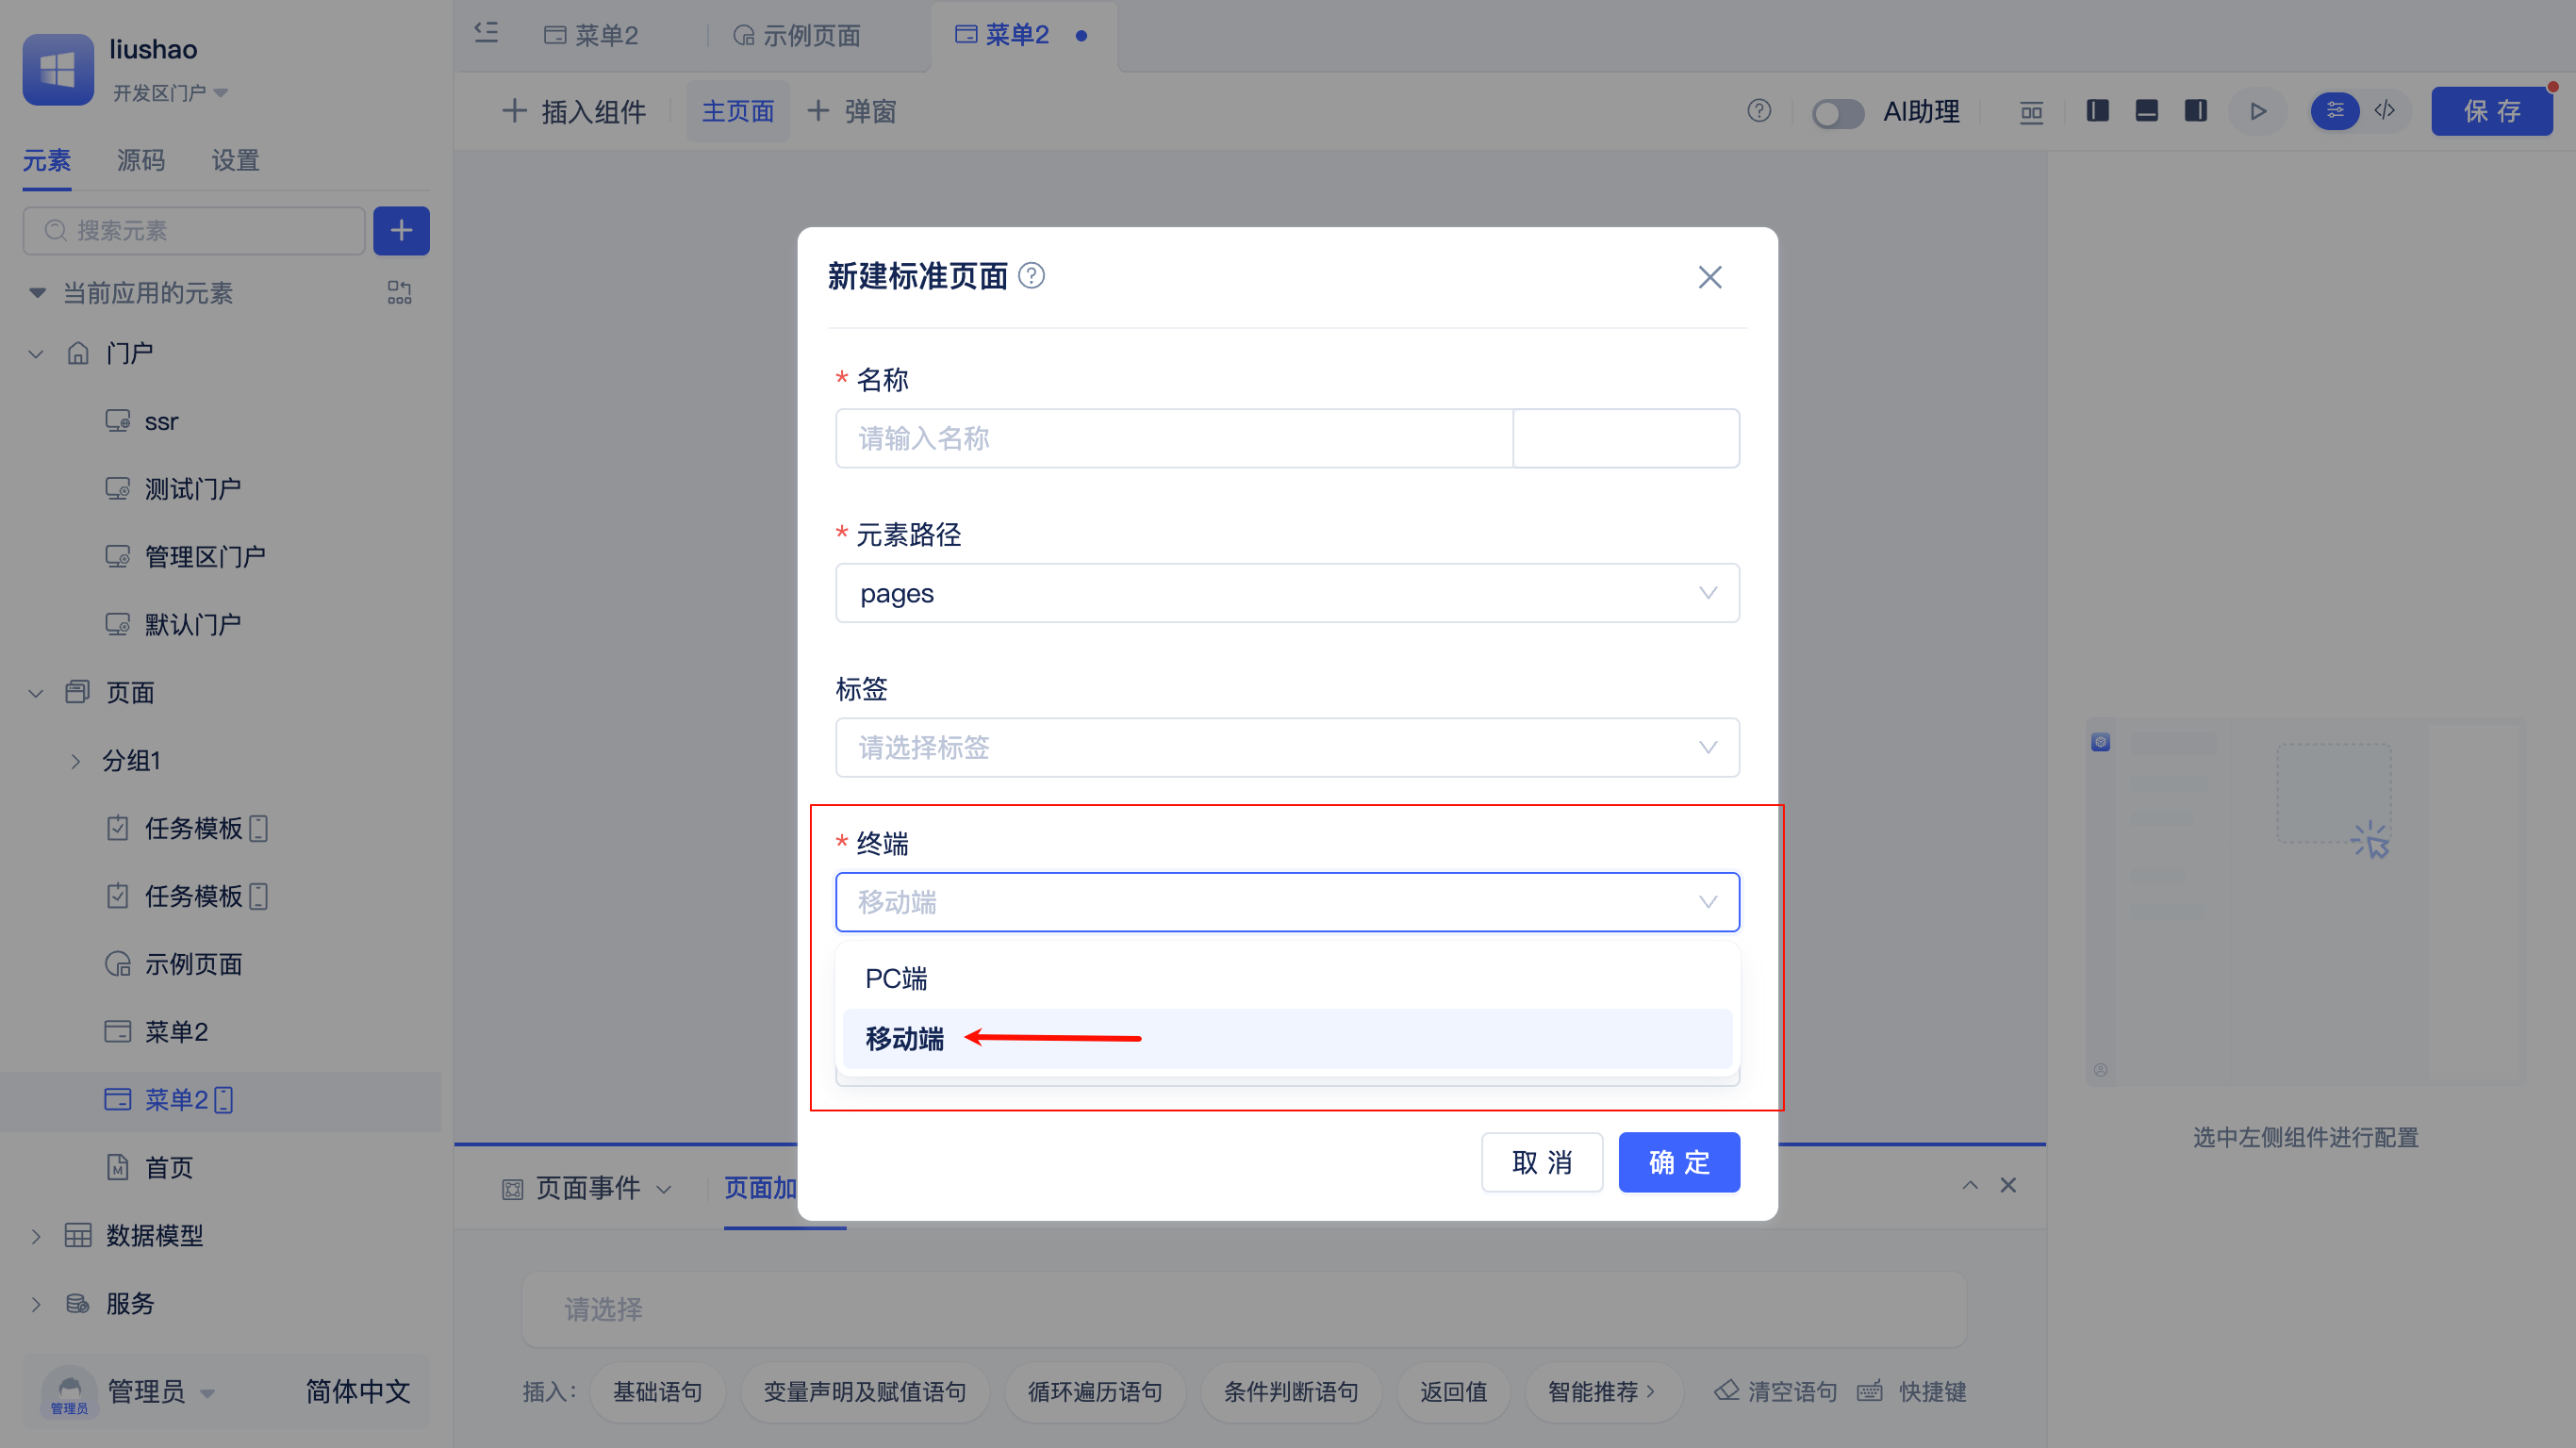 liushao
开发区门户
元素
源码
设置
搜索元素
当前应用的元素
门户
ssr
测试门户
管理区门户
默认门户
页面
分组1
任务模板
任务模板
示例页面
菜单2
菜单2
首页
数据模型
服务
管理员
管理员
简体中文
菜单2
示例页面
菜单2
插入组件
主页面
弹窗
AI助理
保 存
新建标准页面
* 名称
请输入名称
* 元素路径
pages
标签
请选择标签
* 终端
移动端
PC端
移动端
取 消
确 定
选中左侧组件进行配置
页面事件
页面加
请选择
插入：
基础语句
变量声明及赋值语句
循环遍历语句
条件判断语句
返回值
智能推荐
清空语句
快捷键